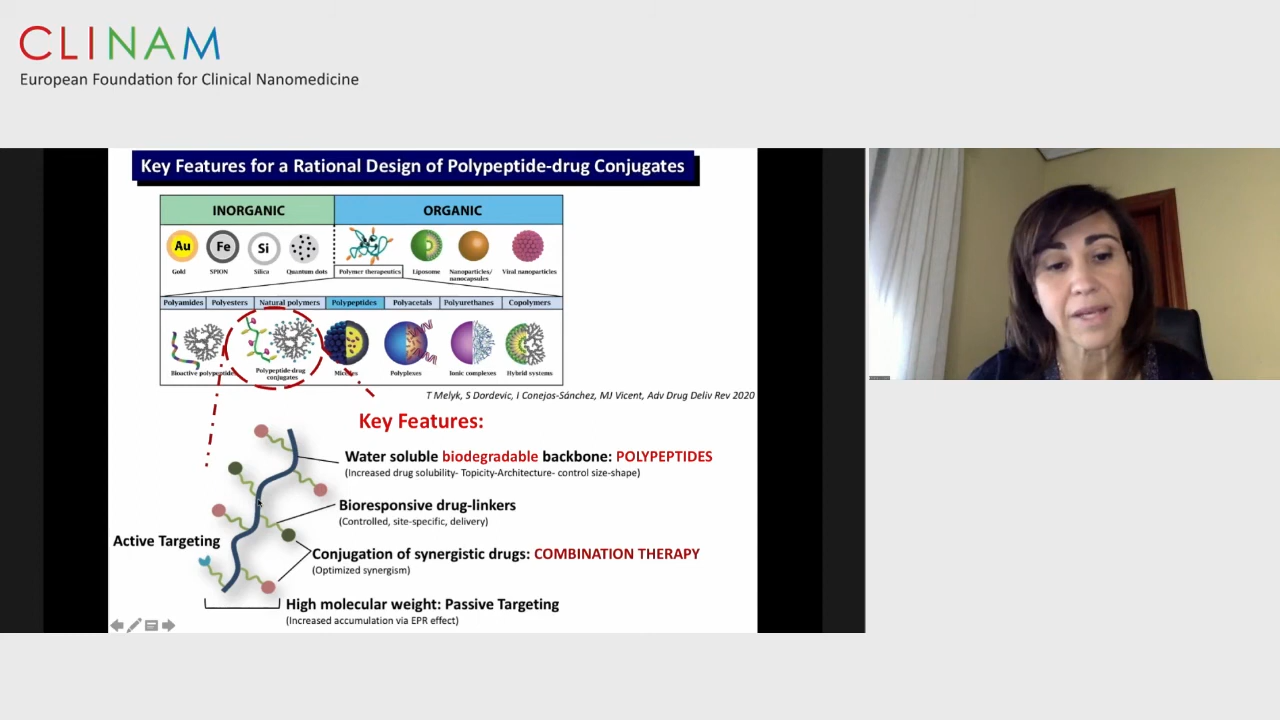 CLINAM
European Foundation for Clinical Nanomedicine
Key Features for a Rational Design of Polypeptide-drug Conjugates
INORGANIC ORGANIC
Au Fe Si
Gold SPION Silica Quantum dots Polymer therapeutics Liposome Nanoparticles/ nanocapsules Viral nanoparticles
Polyamides Polyesters Natural polymers Polypeptides Polyacetals Polyurethanes Copolymers
Bioactive polypeptides Polypeptide-drug conjugates Micelles Polyplexes Ionic complexes Hybrid systems
T Melyk, S Dordevic, I Conejos-Sánchez, MJ Vicent, Adv Drug Deliv Rev 2020
Key Features:
Water soluble biodegradable backbone: POLYPEPTIDES
(Increased drug solubility- Topicity-Architecture- control size-shape)
Bioresponsive drug-linkers
(Controlled, site-specific, delivery)
Active Targeting
Conjugation of synergistic drugs: COMBINATION THERAPY
(Optimized synergism)
High molecular weight: Passive Targeting
(Increased accumulation via EPR effect)